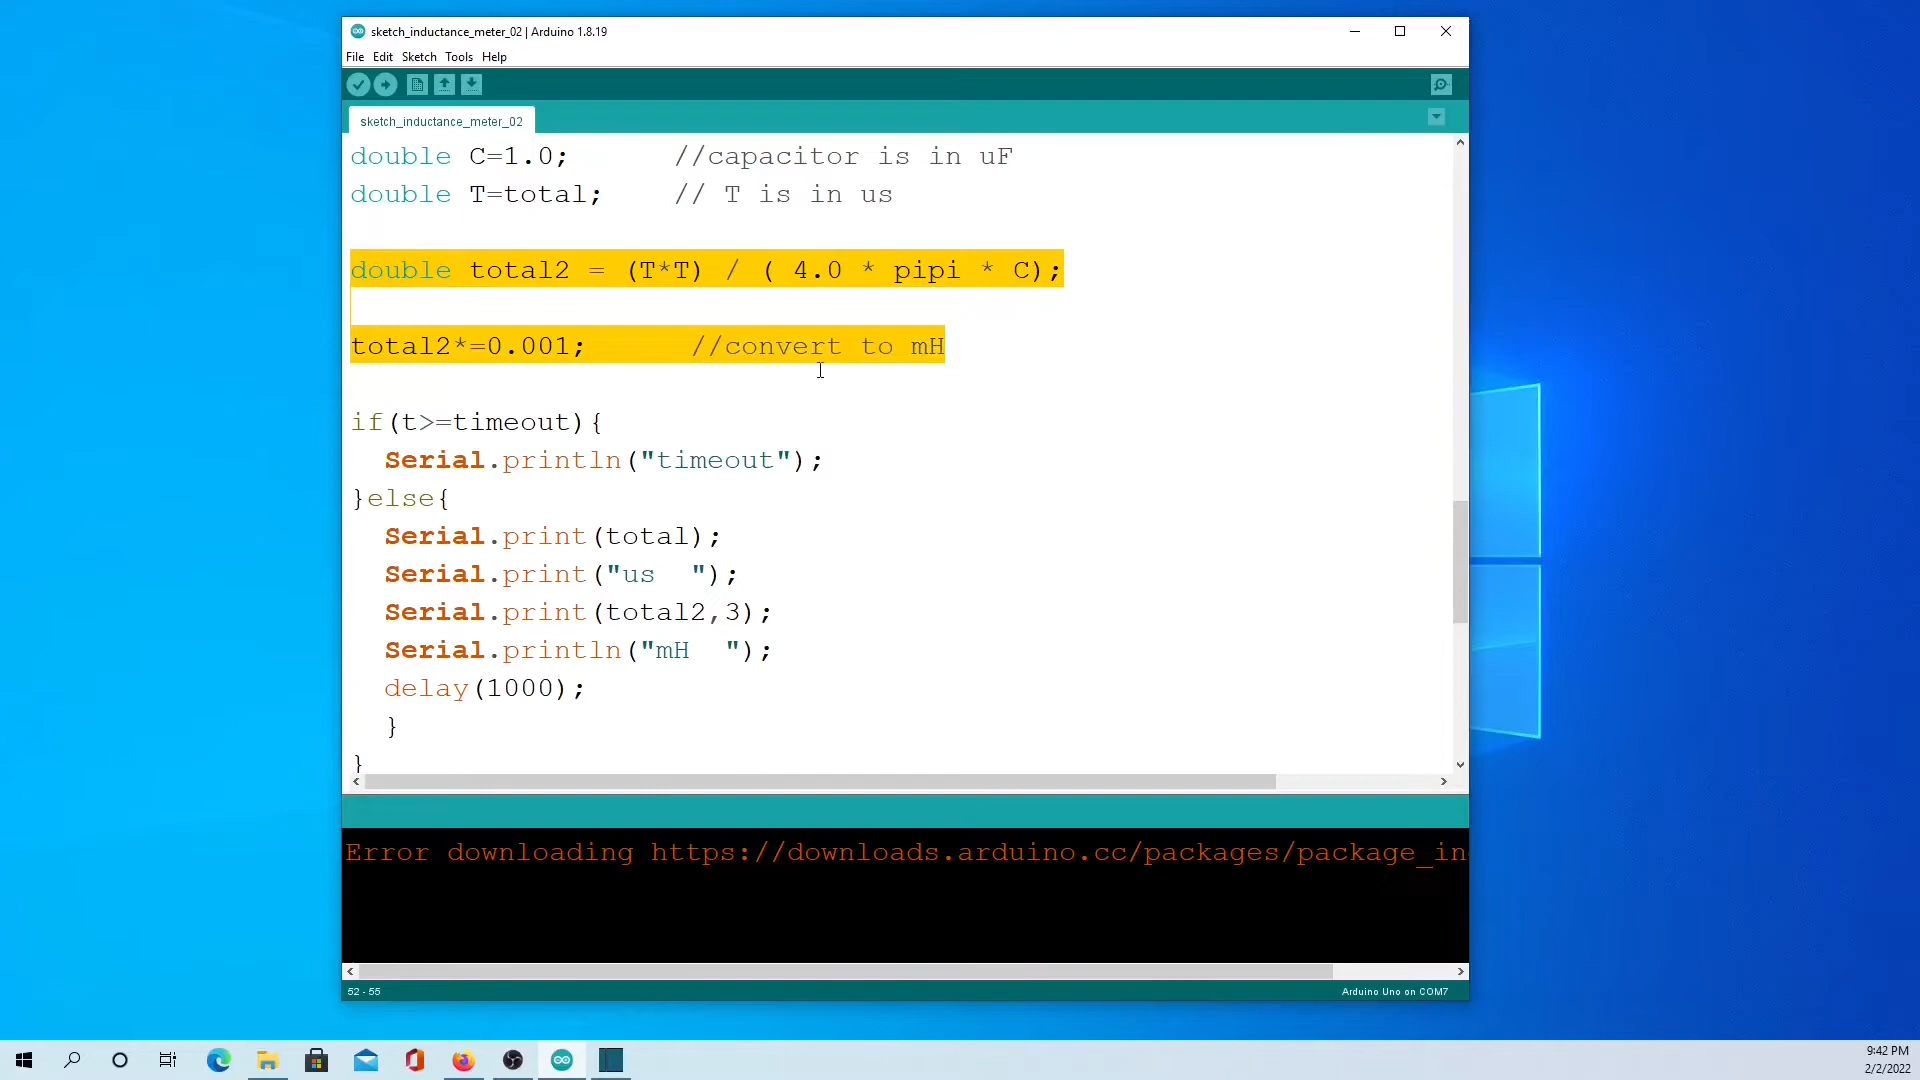 sketch_inductance_meter_02 | Arduino 1.8.19
File Edit Sketch Tools Help
sketch_inductance_meter_02
double C=1.0; //capacitor is in uF
double T=total; // T is in us
double total2 = (T*T) / ( 4.0 * pipi * C);
total2*=0.001; //convert to mH
if(t>=timeout){
Serial.println("timeout");
}else{
Serial.print(total);
Serial.print("us  ");
Serial.print(total2,3);
Serial.println("mH  ");
delay(1000);
}
}
Error downloading https://downloads.arduino.cc/packages/package_in
52 - 55
Arduino Uno on COM7
9:42 PM
2/2/2022